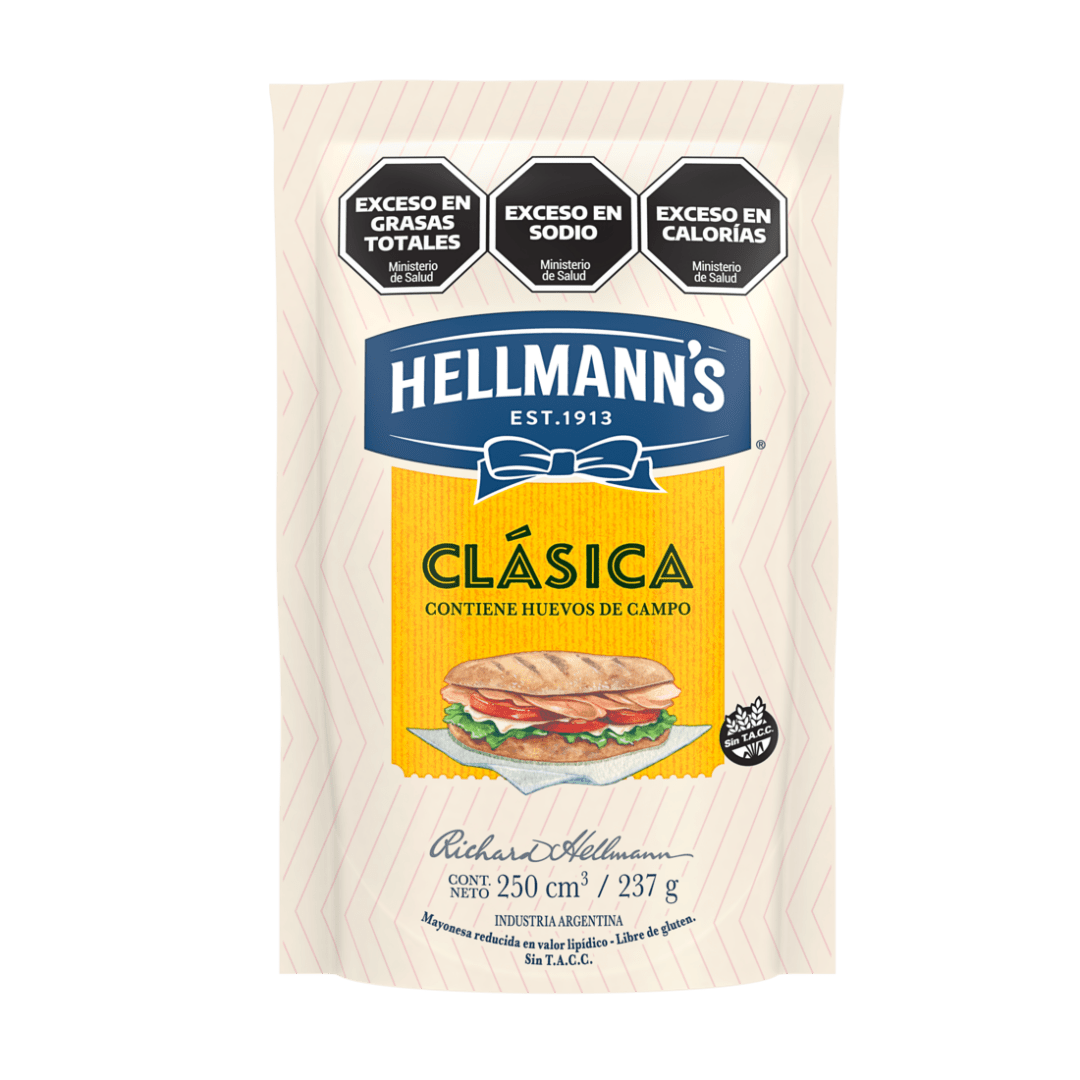 EXCESO EN
GRASAS
TOTALES
Ministerio
de Salud
EXCESO EN
SODIO
Ministerio
de Salud
EXCESO EN
CALORÍAS
Ministerio
de Salud
HELLMANN'S
EST.1913
®
CLÁSICA
CONTIENE HUEVOS DE CAMPO
Sin T.A.C.C.
Richard Hellmann
CONT. NETO 250 cm³ / 237 g
INDUSTRIA ARGENTINA
Mayonesa reducida en valor lipídico - Libre de gluten.
Sin T.A.C.C.